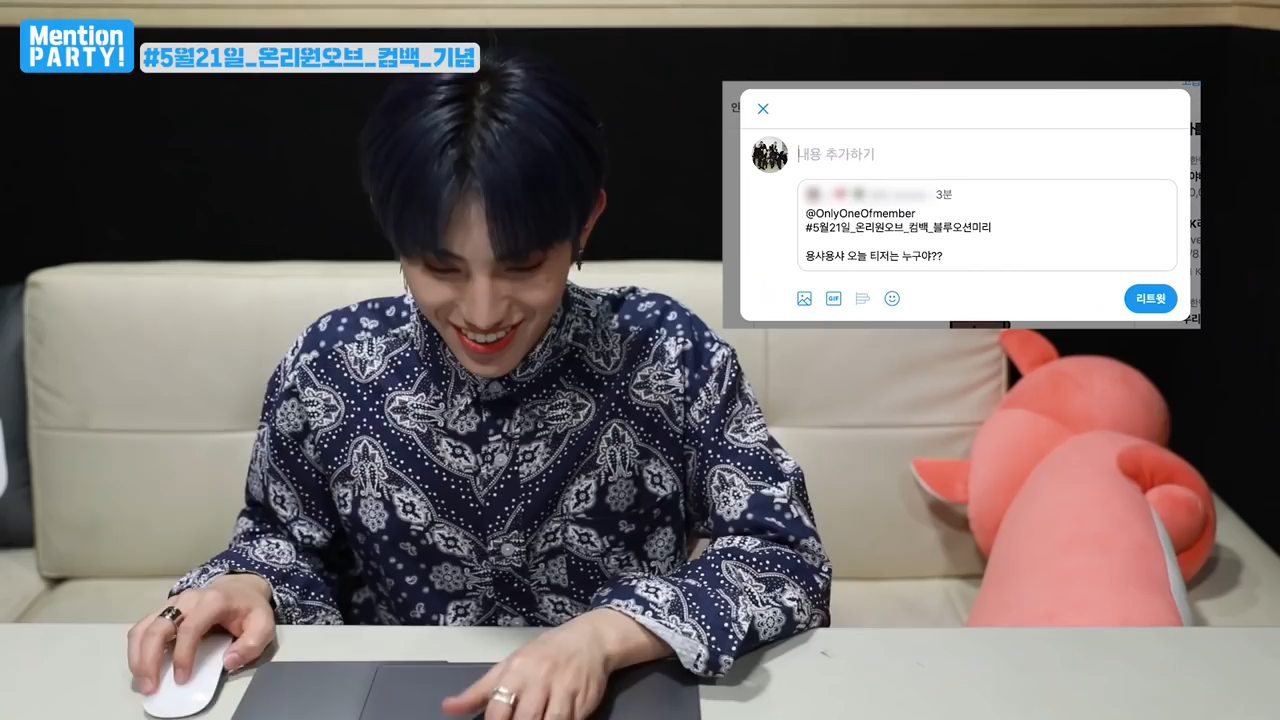 Mention
PARTY!
#5월21일_온리원오브_컴백_기념
내용 추가하기
3분
@OnlyOneOfmember
#5월21일_온리원오브_컴백_블루오션미리
용샤용샤 오늘 티저는 누구야??
GIF
리트윗